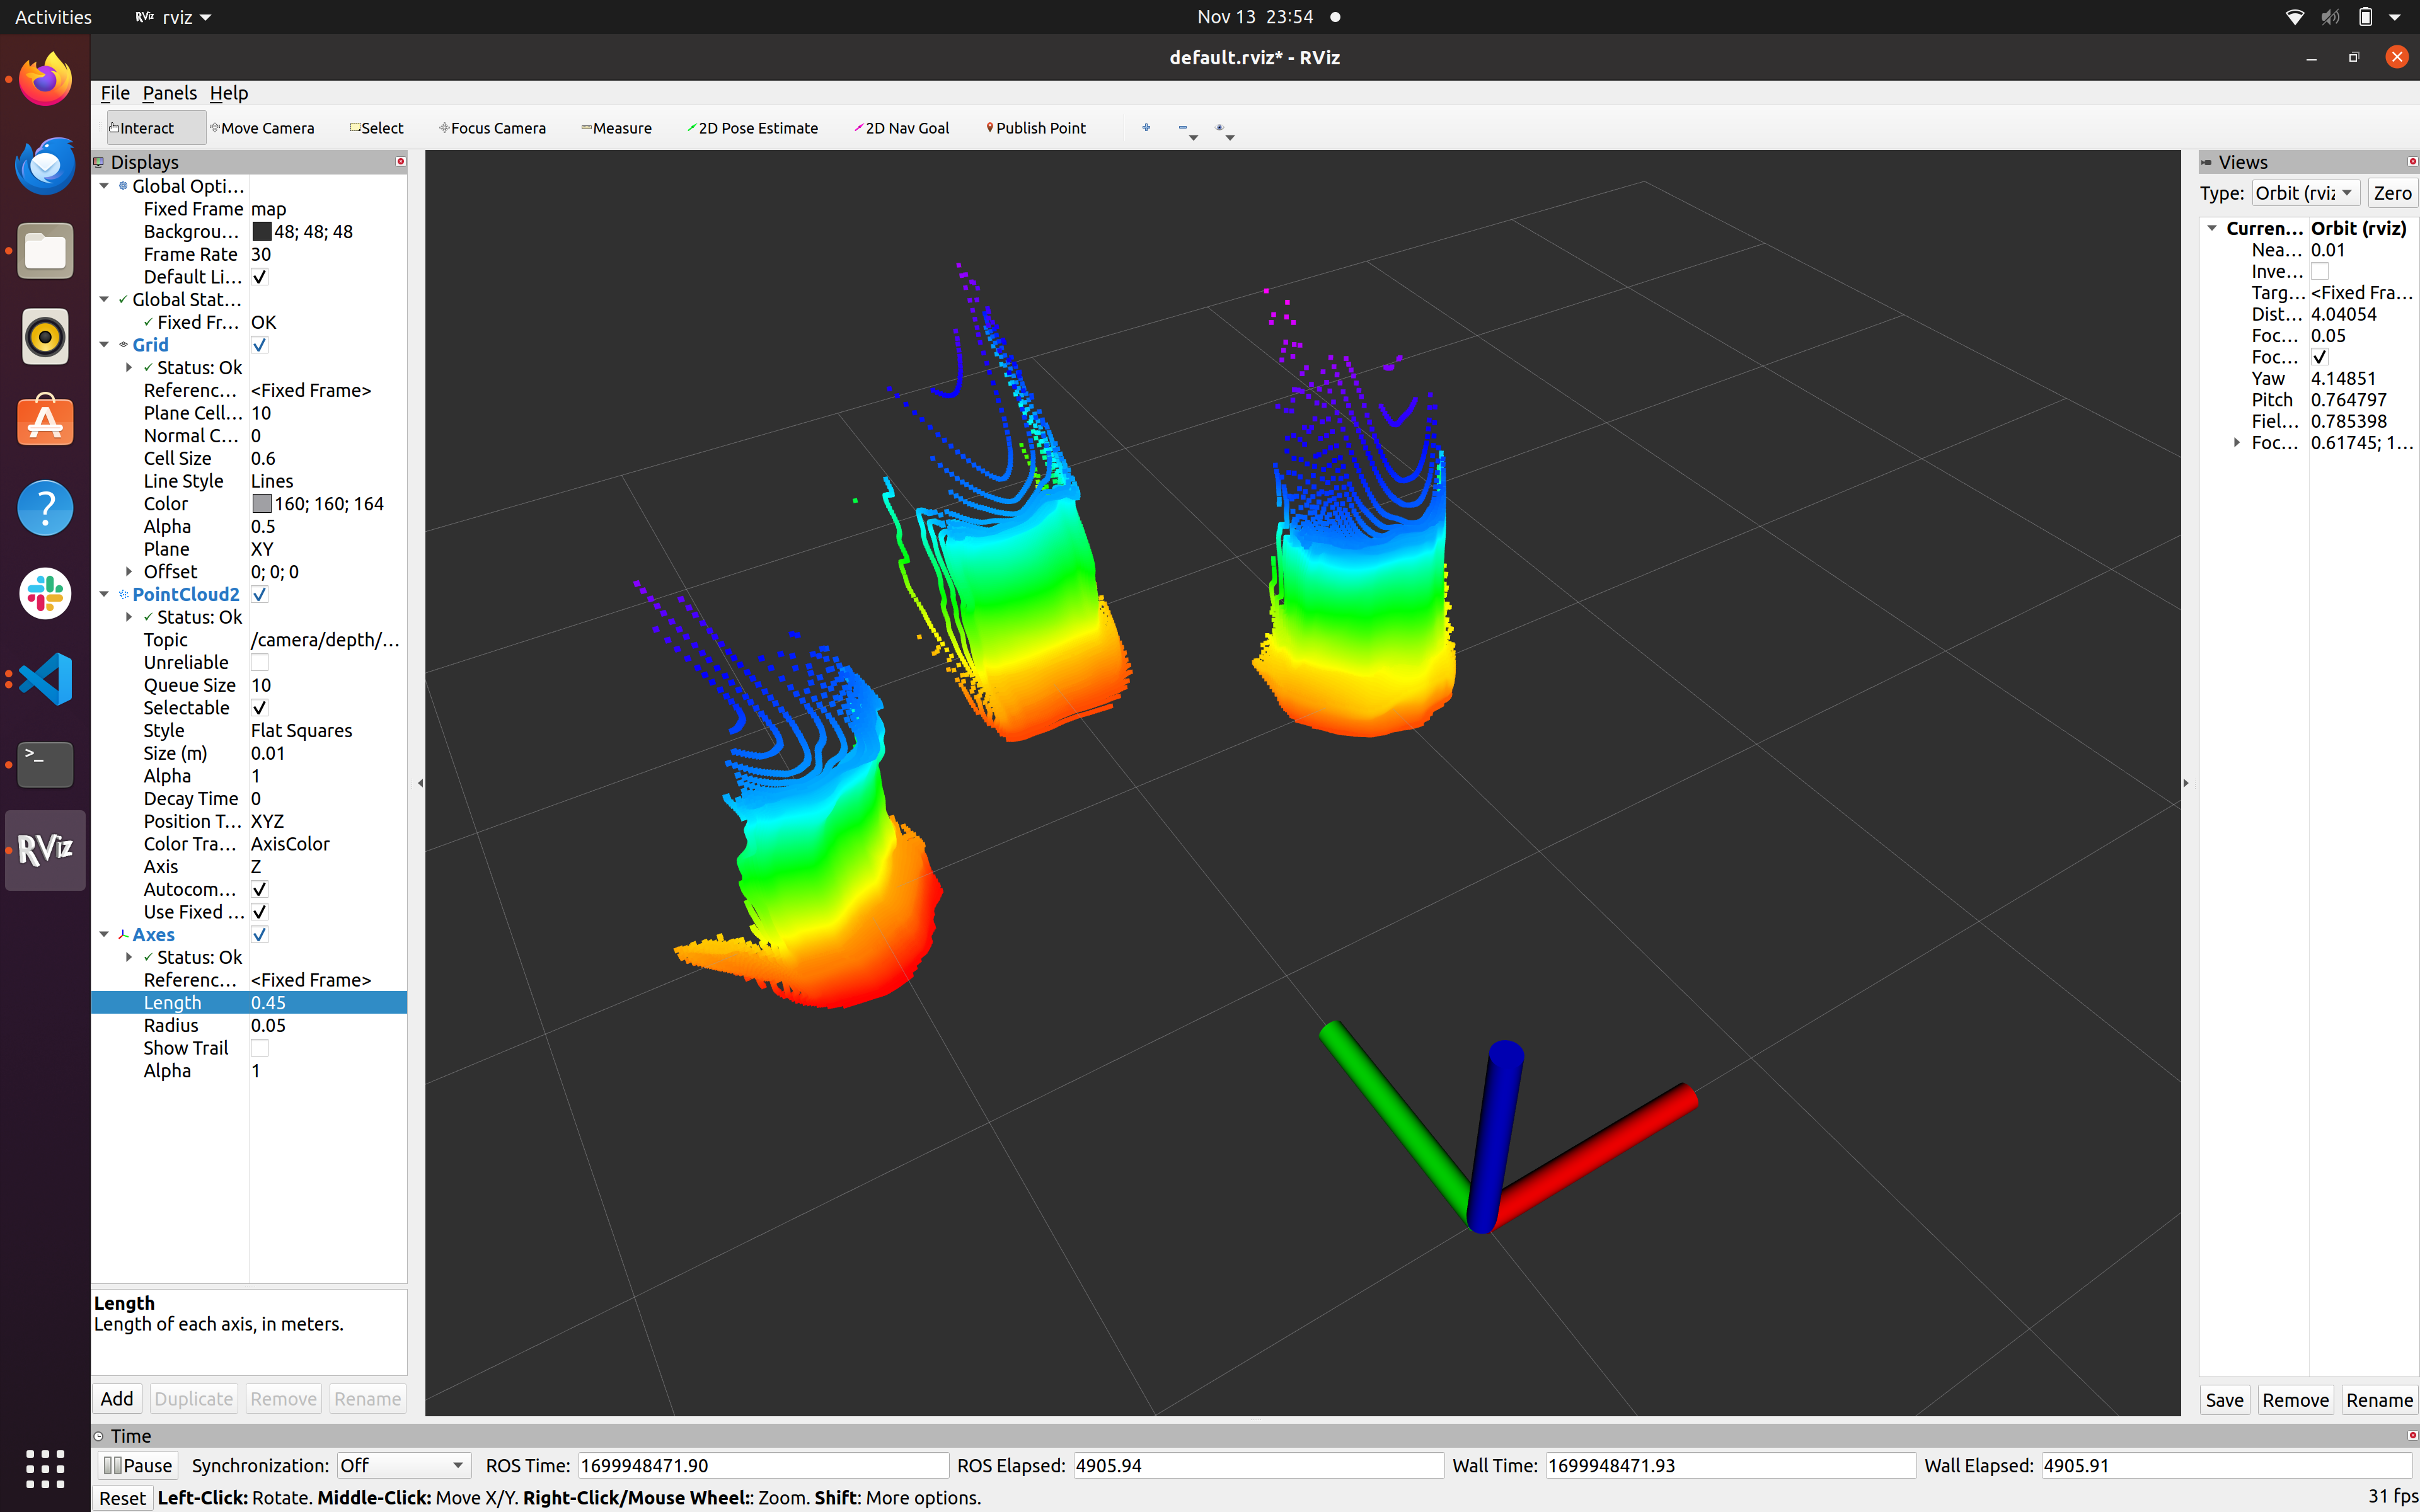 Activities RViz rviz Nov 13 23:54
default.rviz* - RViz
File Panels Help
Interact Move Camera Select Focus Camera Measure 2D Pose Estimate 2D Nav Goal Publish Point
Displays
Global Opti...
Fixed Frame map
Backgrou... 48; 48; 48
Frame Rate 30
Default Li...
Global Stat...
Fixed Fr... OK
Grid
Status: Ok
Referenc... <Fixed Frame>
Plane Cell... 10
Normal C... 0
Cell Size 0.6
Line Style Lines
Color 160; 160; 164
Alpha 0.5
Plane XY
Offset 0; 0; 0
PointCloud2
Status: Ok
Topic /camera/depth/...
Unreliable
Queue Size 10
Selectable
Style Flat Squares
Size (m) 0.01
Alpha 1
Decay Time 0
Position T... XYZ
Color Tra... AxisColor
Axis Z
Autocom...
Use Fixed ...
Axes
Status: Ok
Referenc... <Fixed Frame>
Length 0.45
Radius 0.05
Show Trail
Alpha 1
Length
Length of each axis, in meters.
Add Duplicate Remove Rename
RViz
Views
Type: Orbit (rviz Zero
Curren... Orbit (rviz)
Nea... 0.01
Inve...
Targ... <Fixed Fra...
Dist... 4.04054
Foc... 0.05
Foc...
Yaw 4.14851
Pitch 0.764797
Fiel... 0.785398
Foc... 0.61745; 1...
Save Remove Rename
Time
Pause Synchronization: Off ROS Time: 1699948471.90 ROS Elapsed: 4905.94 Wall Time: 1699948471.93 Wall Elapsed: 4905.91
Reset Left-Click: Rotate. Middle-Click: Move X/Y. Right-Click/Mouse Wheel:: Zoom. Shift: More options. 31 fps